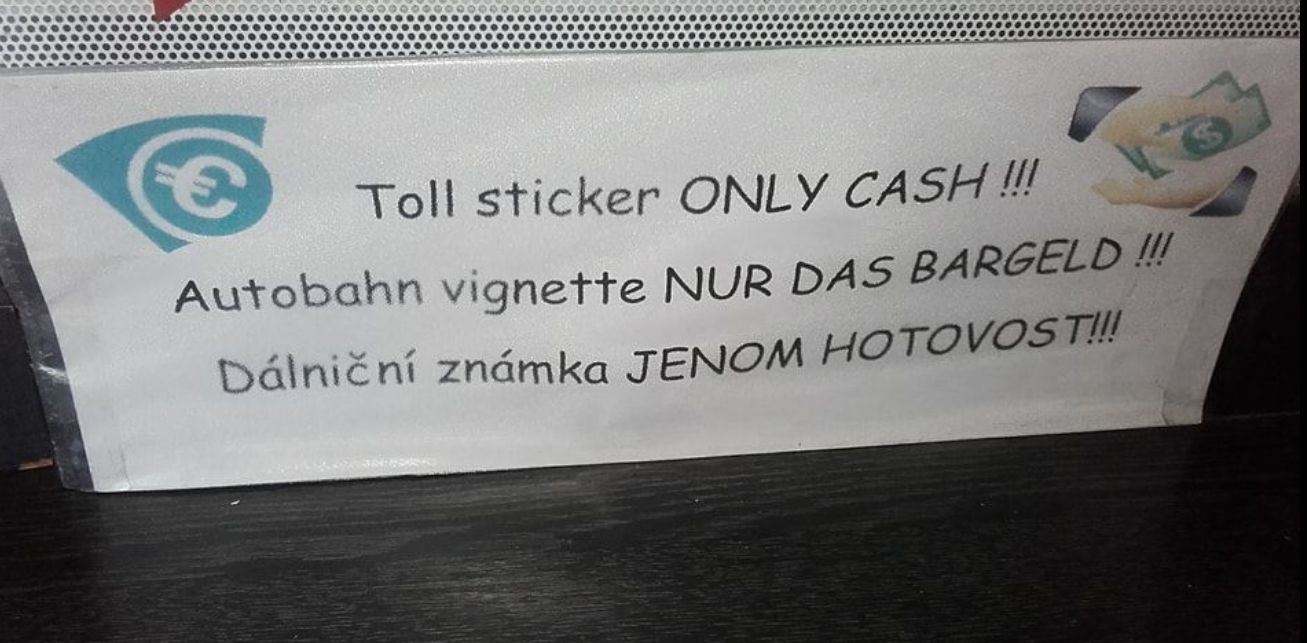 Toll sticker ONLY CASH !!!
Autobahn vignette NUR DAS BARGELD !!!
Dálniční známka JENOM HOTOVOST!!!